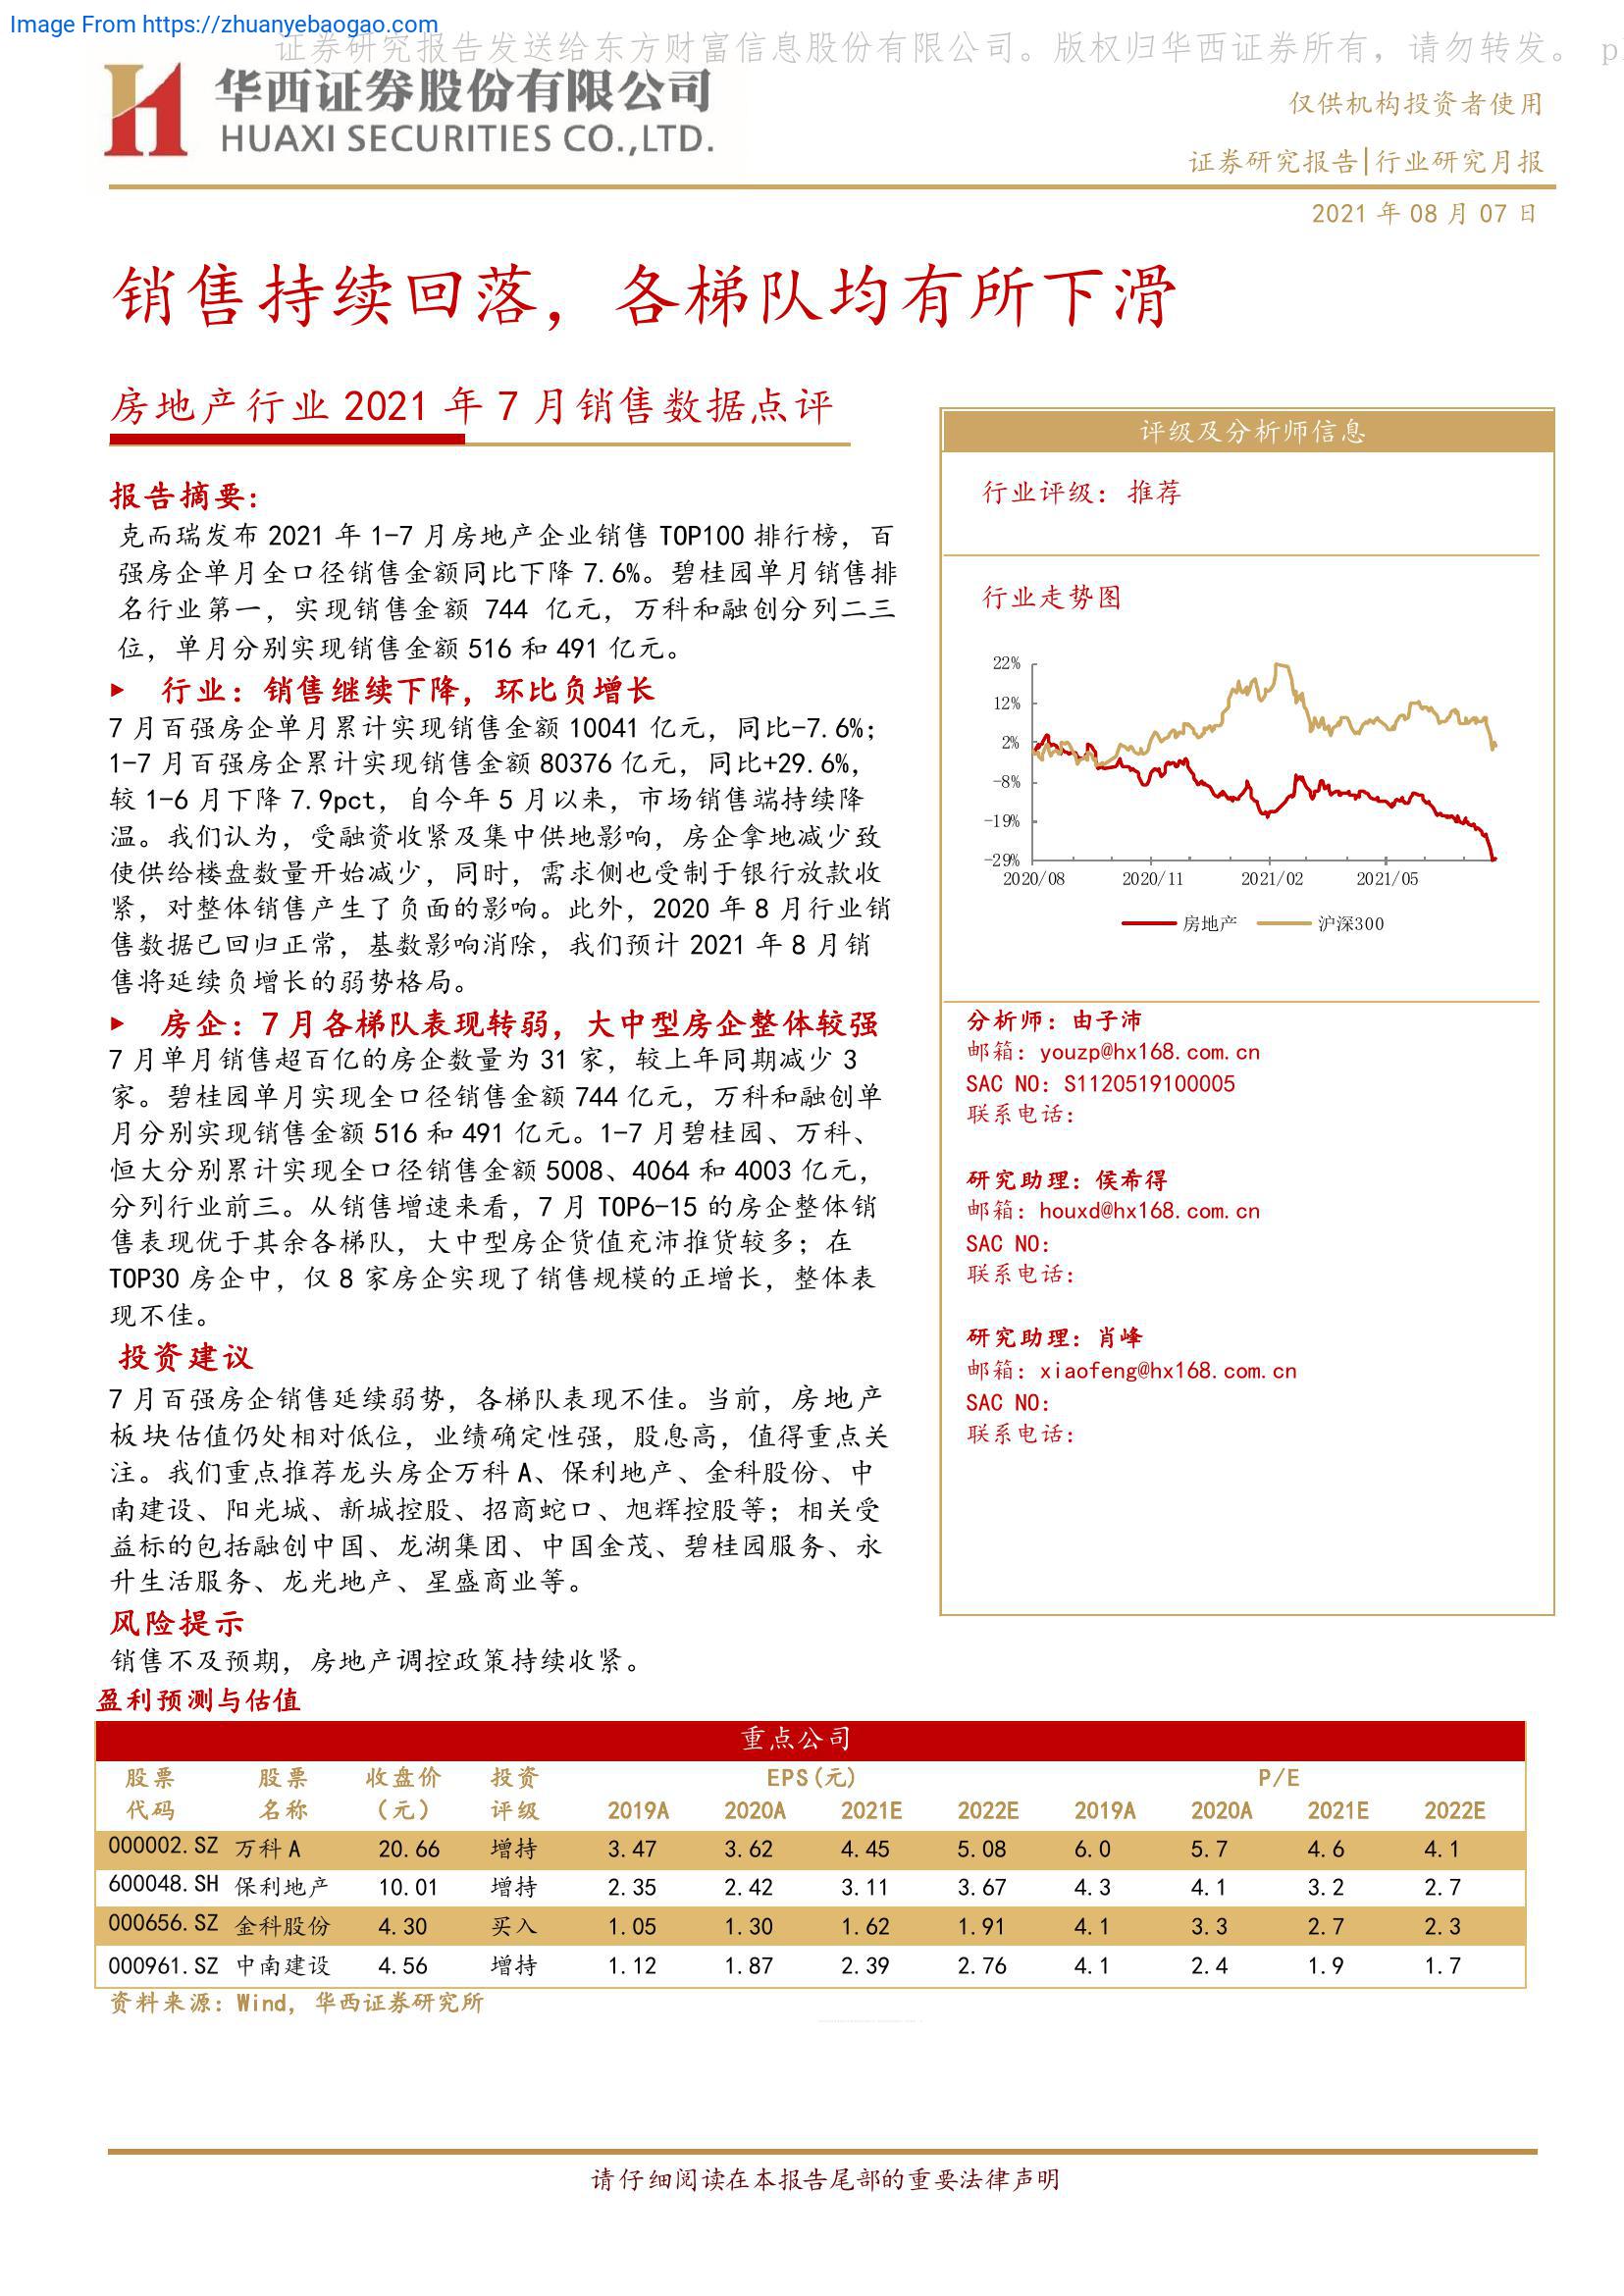 Image From https://zhuanyebaogao.com
证券研究报告发送给东方财富信息股份有限公司。版权归华西证券所有，请勿转发。 p
华西证券股份有限公司
HUAXI SECURITIES CO.,LTD.
仅供机构投资者使用
证券研究报告|行业研究月报
2021 年 08 月 07 日
销售持续回落，各梯队均有所下滑
房地产行业 2021 年 7 月销售数据点评
报告摘要：
克而瑞发布 2021 年 1-7 月房地产企业销售 TOP100 排行榜，百
强房企单月全口径销售金额同比下降 7.6%。碧桂园单月销售排
名行业第一，实现销售金额 744 亿元，万科和融创分列二三
位，单月分别实现销售金额 516 和 491 亿元。
▶ 行业：销售继续下降，环比负增长
7 月百强房企单月累计实现销售金额 10041 亿元，同比-7.6%；
1-7 月百强房企累计实现销售金额 80376 亿元，同比+29.6%，
较 1-6 月下降 7.9pct，自今年 5 月以来，市场销售端持续降
温。我们认为，受融资收紧及集中供地影响，房企拿地减少致
使供给楼盘数量开始减少，同时，需求侧也受制于银行放款收
紧，对整体销售产生了负面的影响。此外，2020 年 8 月行业销
售数据已回归正常，基数影响消除，我们预计 2021 年 8 月销
售将延续负增长的弱势格局。
▶ 房企：7 月各梯队表现转弱，大中型房企整体较强
7 月单月销售超百亿的房企数量为 31 家，较上年同期减少 3
家。碧桂园单月实现全口径销售金额 744 亿元，万科和融创单
月分别实现销售金额 516 和 491 亿元。1-7 月碧桂园、万科、
恒大分别累计实现全口径销售金额 5008、4064 和 4003 亿元，
分列行业前三。从销售增速来看，7 月 TOP6-15 的房企整体销
售表现优于其余各梯队，大中型房企货值充沛推货较多；在
TOP30 房企中，仅 8 家房企实现了销售规模的正增长，整体表
现不佳。
投资建议
7 月百强房企销售延续弱势，各梯队表现不佳。当前，房地产
板块估值仍处相对低位，业绩确定性强，股息高，值得重点关
注。我们重点推荐龙头房企万科 A、保利地产、金科股份、中
南建设、阳光城、新城控股、招商蛇口、旭辉控股等；相关受
益标的包括融创中国、龙湖集团、中国金茂、碧桂园服务、永
升生活服务、龙光地产、星盛商业等。
风险提示
销售不及预期，房地产调控政策持续收紧。
评级及分析师信息
行业评级：推荐
行业走势图
22%
12%
2%
-8%
-19%
-29%
2020/08 2020/11 2021/02 2021/05
房地产 沪深300
分析师：由子沛
邮箱：youzp@hx168.com.cn
SAC NO：S1120519100005
联系电话：
研究助理：侯希得
邮箱：houxd@hx168.com.cn
SAC NO：
联系电话：
研究助理：肖峰
邮箱：xiaofeng@hx168.com.cn
SAC NO：
联系电话：
盈利预测与估值
重点公司
股票 股票 收盘价 投资 EPS(元) P/E
代码 名称 （元） 评级 2019A 2020A 2021E 2022E 2019A 2020A 2021E 2022E
000002.SZ 万科 A 20.66 增持 3.47 3.62 4.45 5.08 6.0 5.7 4.6 4.1
600048.SH 保利地产 10.01 增持 2.35 2.42 3.11 3.67 4.3 4.1 3.2 2.7
000656.SZ 金科股份 4.30 买入 1.05 1.30 1.62 1.91 4.1 3.3 2.7 2.3
000961.SZ 中南建设 4.56 增持 1.12 1.87 2.39 2.76 4.1 2.4 1.9 1.7
资料来源：Wind，华西证券研究所
请仔细阅读在本报告尾部的重要法律声明